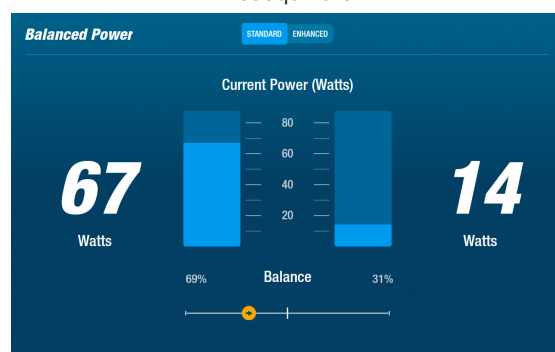 Balanced Power
STANDARD ENHANCED
Current Power (Watts)
80
60
40
20
67
Watts
14
Watts
69% Balance 31%